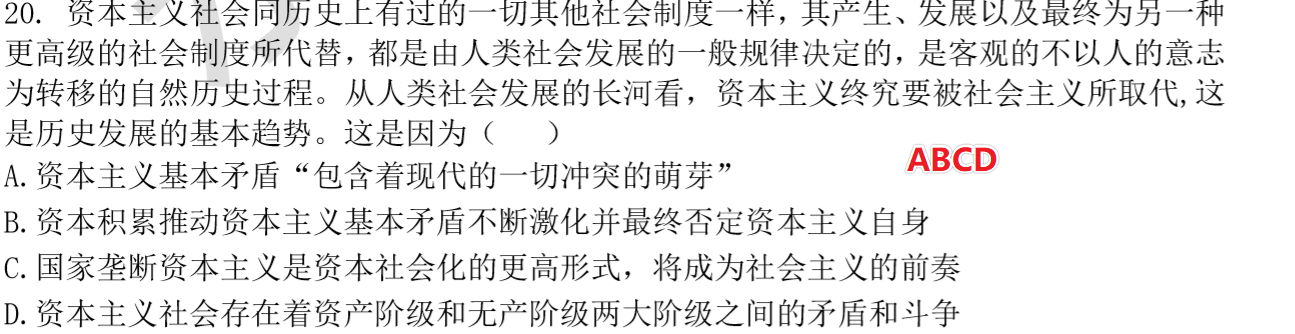 20. 资本主义社会同历史上有过的一切其他社会制度一样，其产生、发展以及最终为另一种
更高级的社会制度所代替，都是由人类社会发展的一般规律决定的，是客观的不以人的意志
为转移的自然历史过程。从人类社会发展的长河看，资本主义终究要被社会主义所取代,这
是历史发展的基本趋势。这是因为（　　）
ABCD
A.资本主义基本矛盾“包含着现代的一切冲突的萌芽”
B.资本积累推动资本主义基本矛盾不断激化并最终否定资本主义自身
C.国家垄断资本主义是资本社会化的更高形式，将成为社会主义的前奏
D.资本主义社会存在着资产阶级和无产阶级两大阶级之间的矛盾和斗争